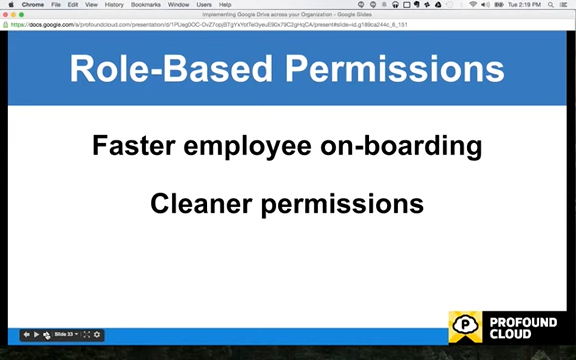 Chrome File Edit View History Bookmarks Window Users Help
Tue 2:19 PM
Implementing Google Drive across your Organization - Google Slides
Role-Based Permissions
Faster employee on-boarding
Cleaner permissions
Slide 33
P
PROFOUND
CLOUD